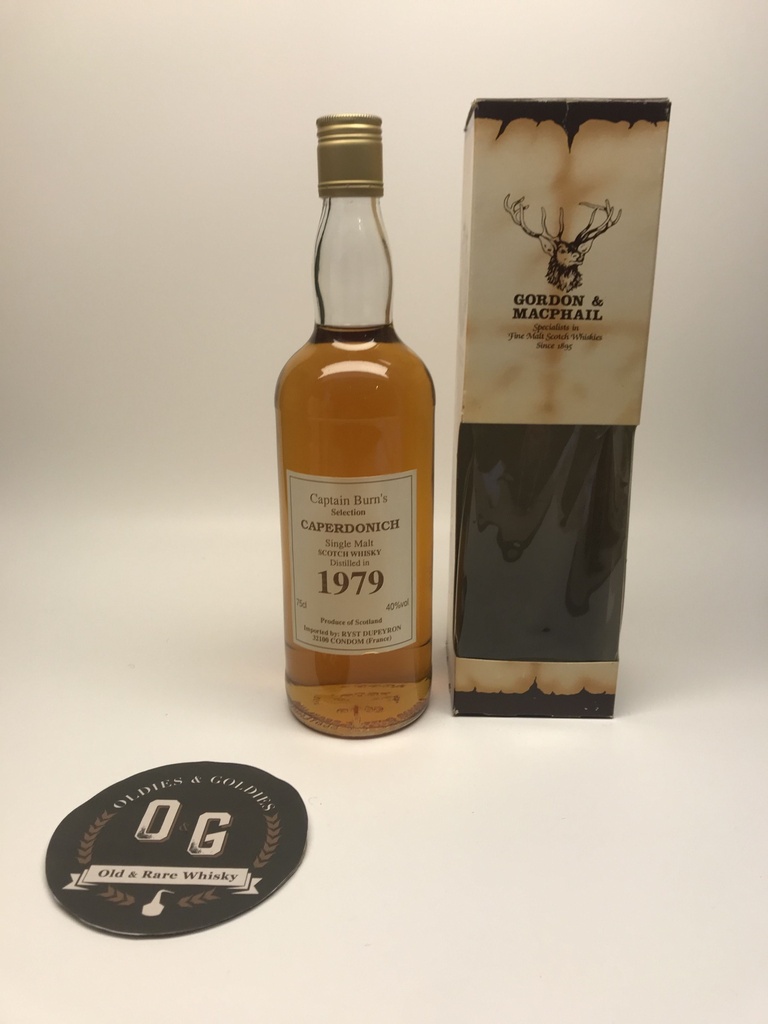 Captain Burn's
Selection
CAPERDONICH
Single Malt
SCOTCH WHISKY
Distilled in
1979
75cl 40%vol
Produce of Scotland
Imported by: RYST DUPEYRON
32100 CONDOM (France)
GORDON &
MACPHAIL
Specialists in
Fine Malt Scotch Whiskies
Since 1895
OLDIES & GOLDIES
O & G
Old & Rare Whisky